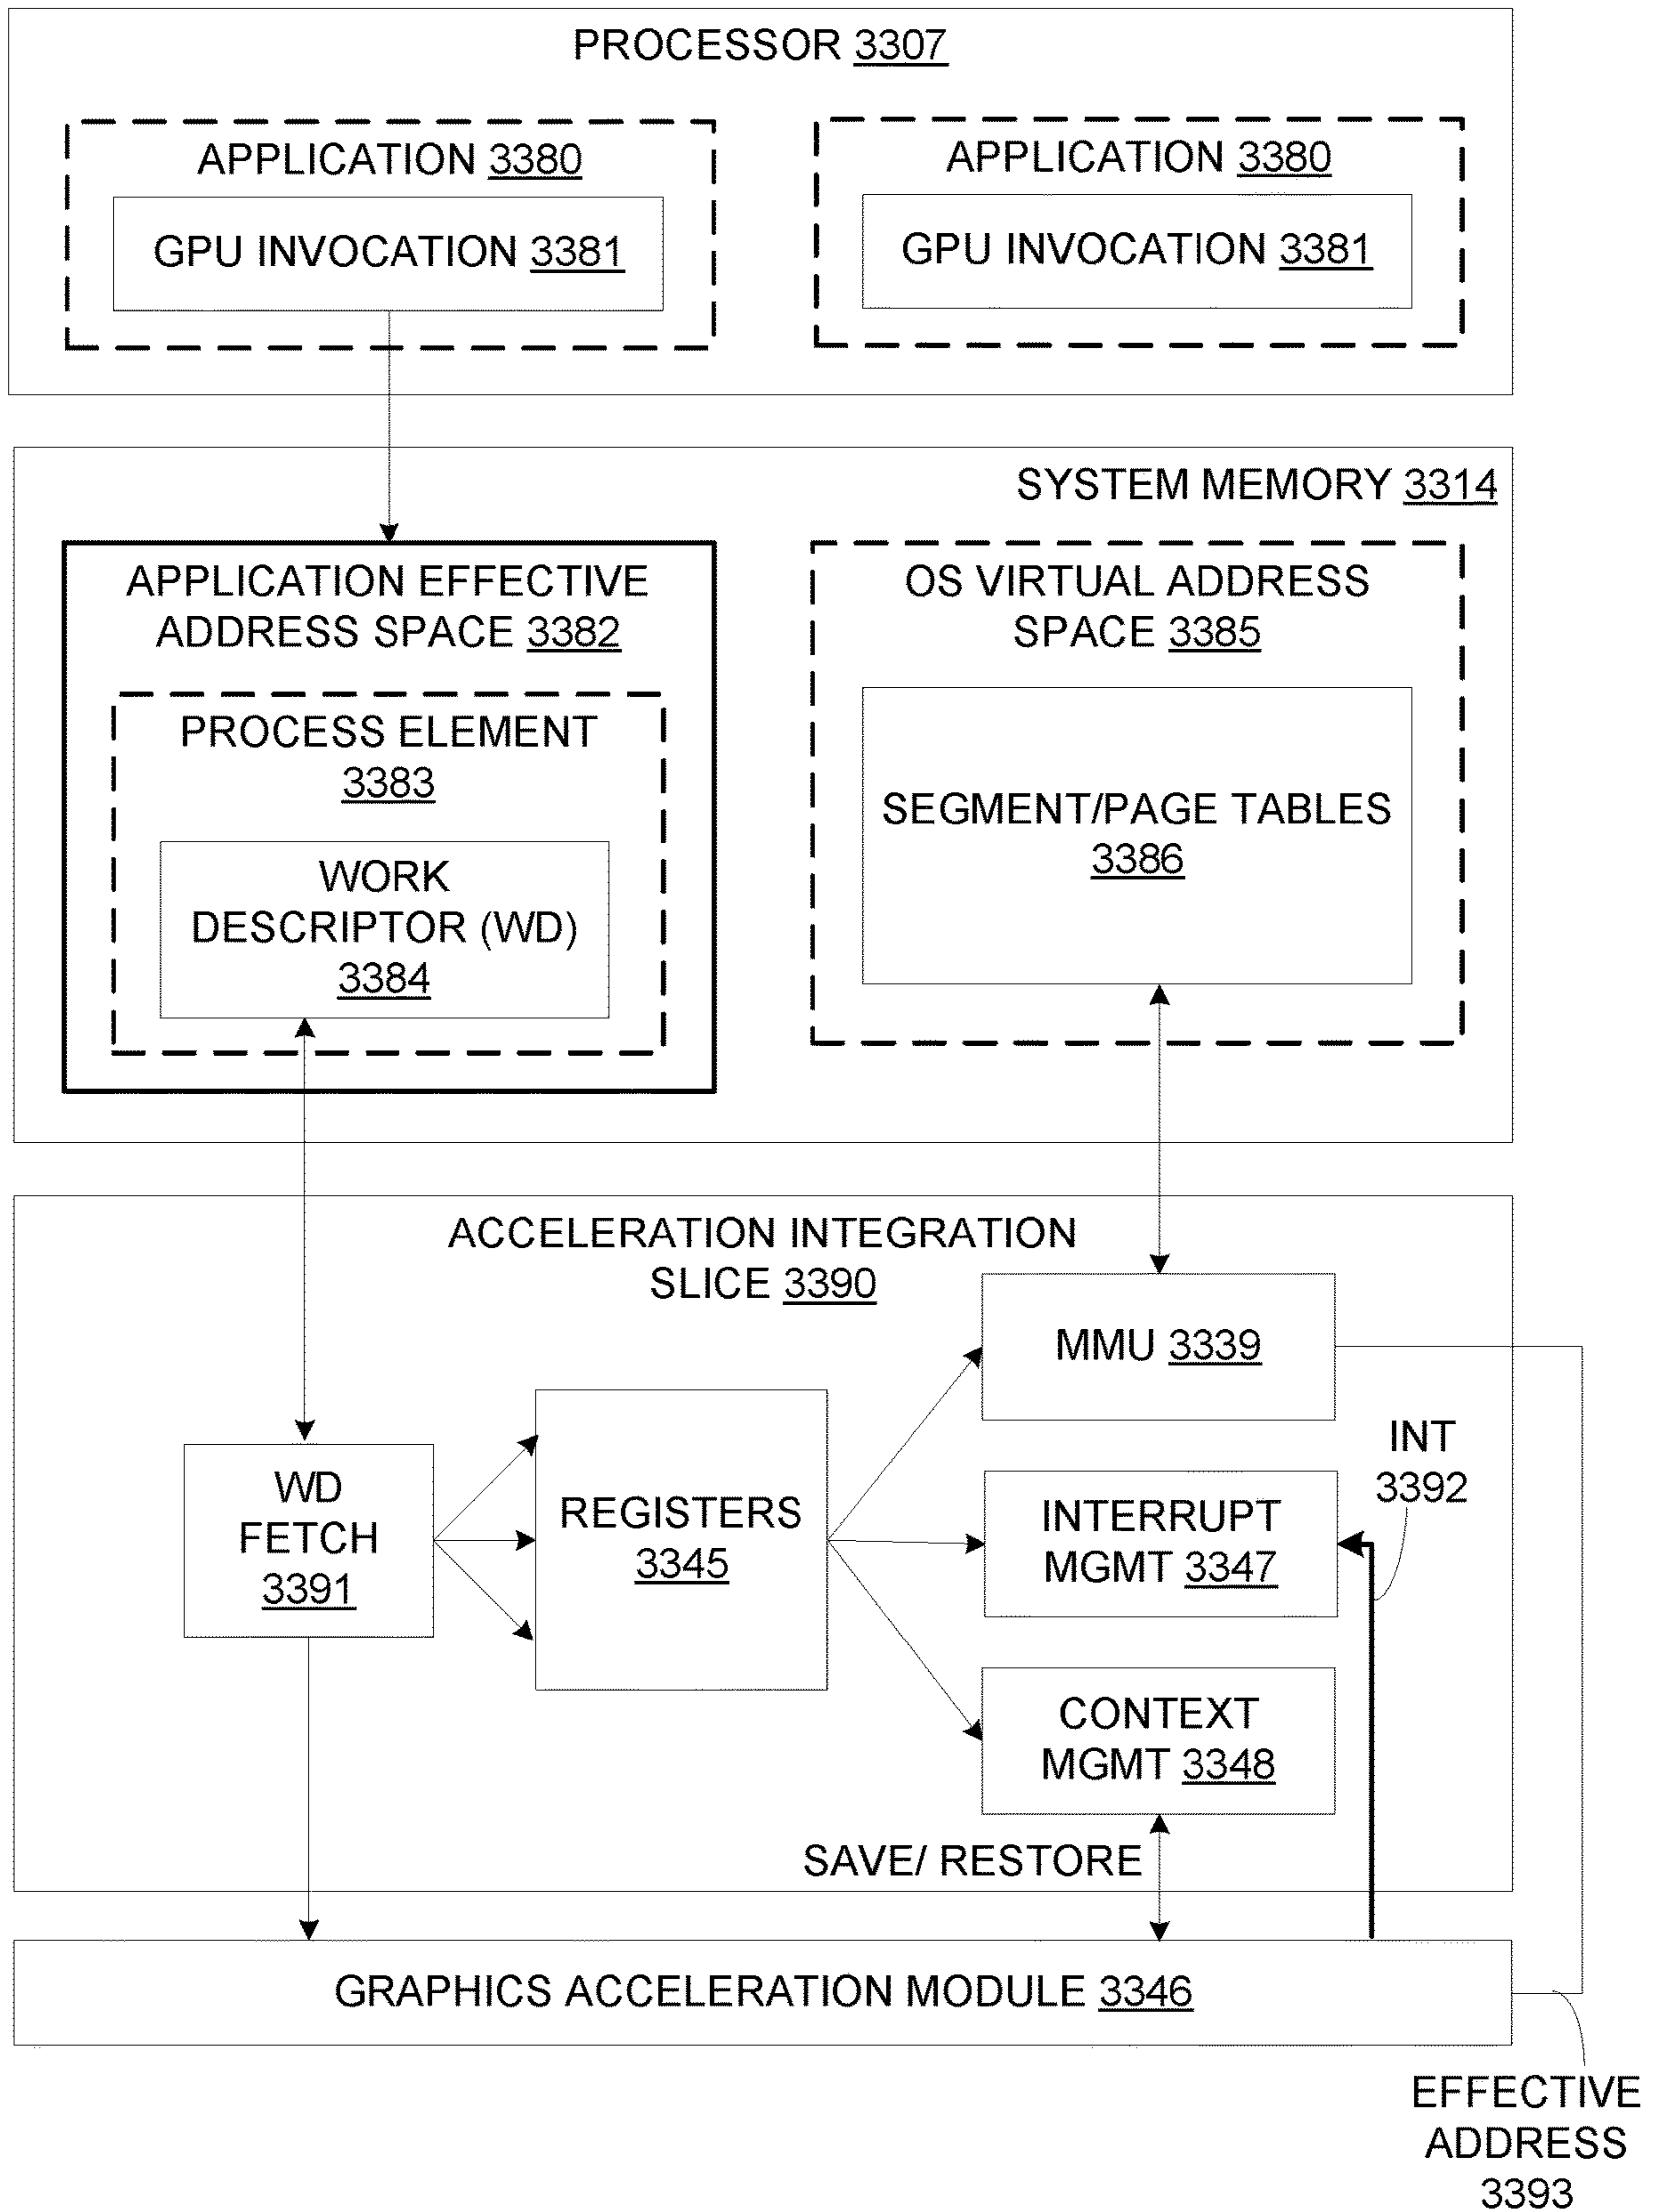 PROCESSOR 3307
APPLICATION 3380
GPU INVOCATION 3381
APPLICATION 3380
GPU INVOCATION 3381
SYSTEM MEMORY 3314
APPLICATION EFFECTIVE
ADDRESS SPACE 3382
PROCESS ELEMENT
3383
WORK
DESCRIPTOR (WD)
3384
OS VIRTUAL ADDRESS
SPACE 3385
SEGMENT/PAGE TABLES
3386
ACCELERATION INTEGRATION
SLICE 3390
WD
FETCH
3391
REGISTERS
3345
MMU 3339
INT
3392
INTERRUPT
MGMT 3347
CONTEXT
MGMT 3348
SAVE/ RESTORE
GRAPHICS ACCELERATION MODULE 3346
EFFECTIVE
ADDRESS
3393